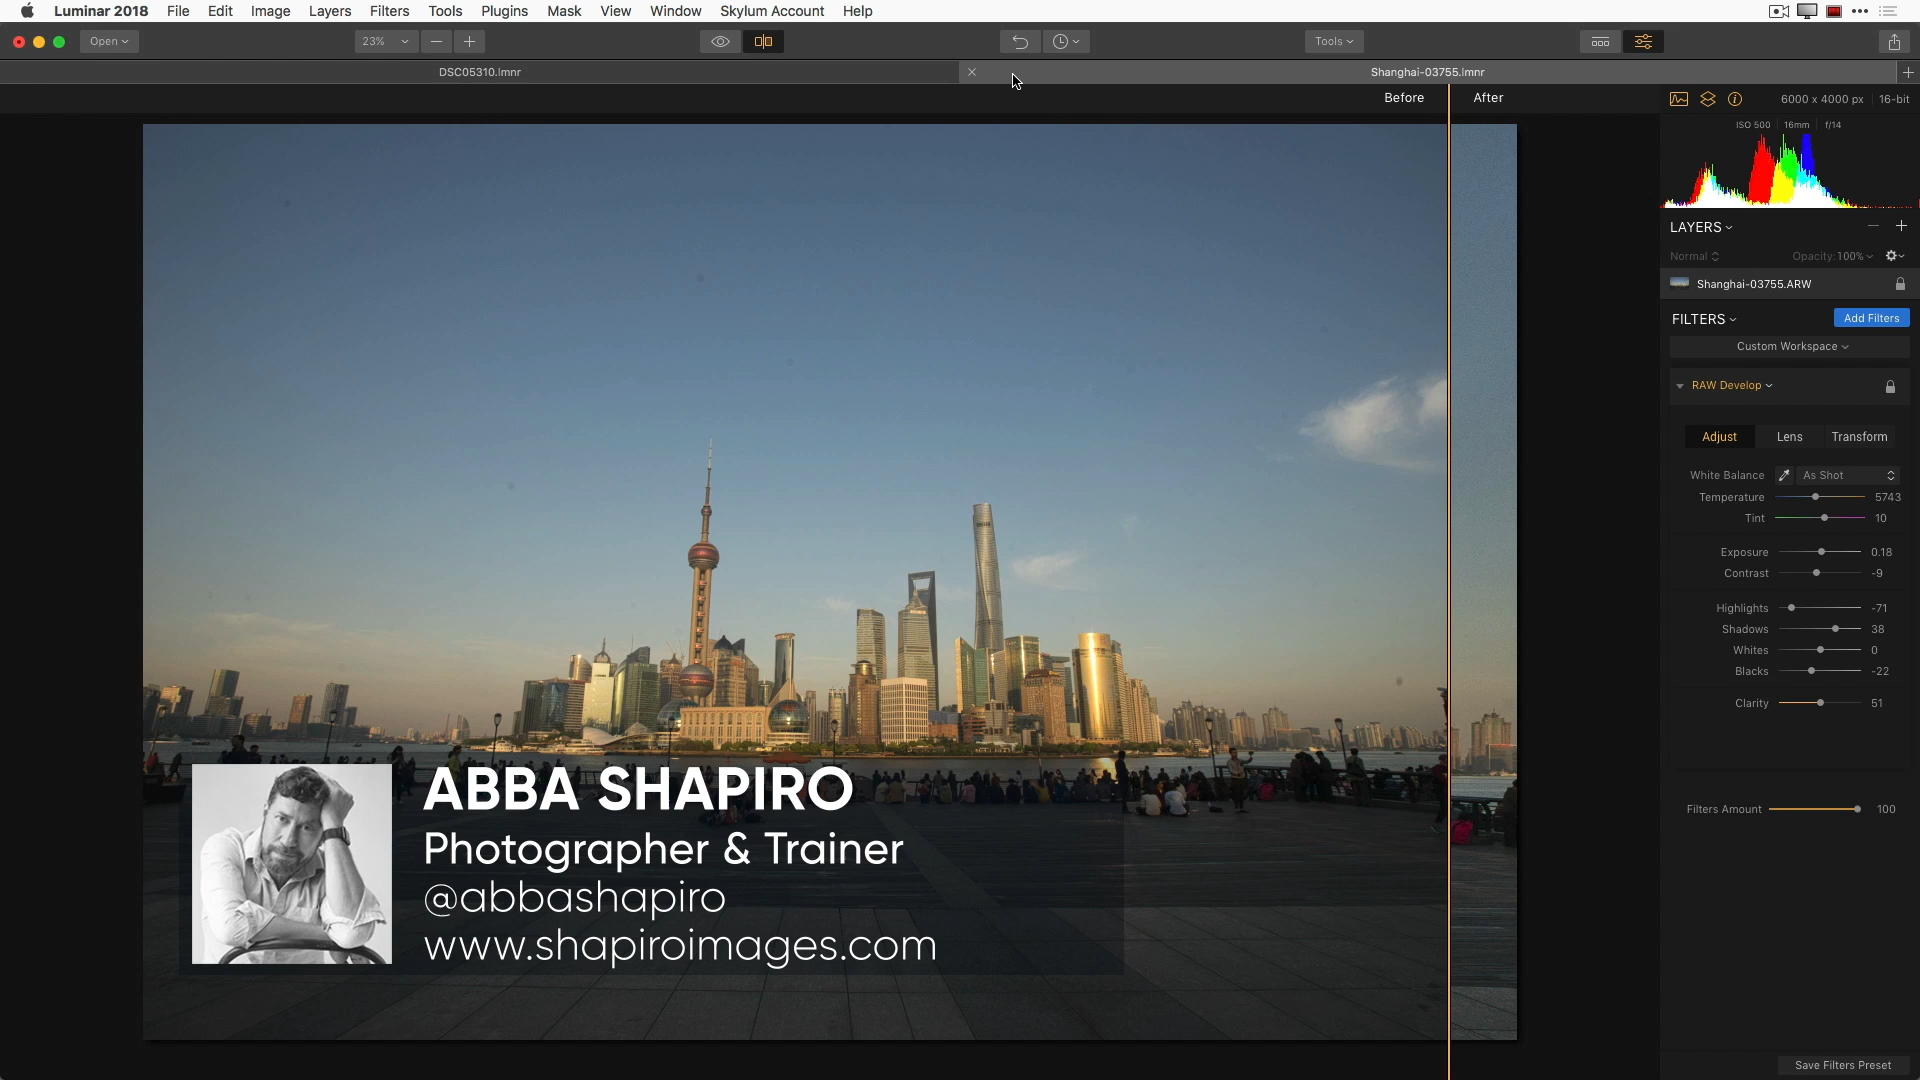 Luminar 2018 File Edit Image Layers Filters Tools Plugins Mask View Window Skylum Account Help
Open 23% Tools
DSC05310.lmnr Shanghai-03755.lmnr
Before After 6000 x 4000 px 16-bit
ISO 500 16mm f/14
LAYERS
Normal Opacity: 100%
Shanghai-03755.ARW
FILTERS Add Filters
Custom Workspace
RAW Develop
Adjust Lens Transform
White Balance As Shot
Temperature 5743
Tint 10
Exposure 0.18
Contrast -9
Highlights -71
Shadows 38
Whites 0
Blacks -22
Clarity 51
Filters Amount 100
Save Filters Preset
ABBA SHAPIRO
Photographer & Trainer
@abbashapiro
www.shapiroimages.com